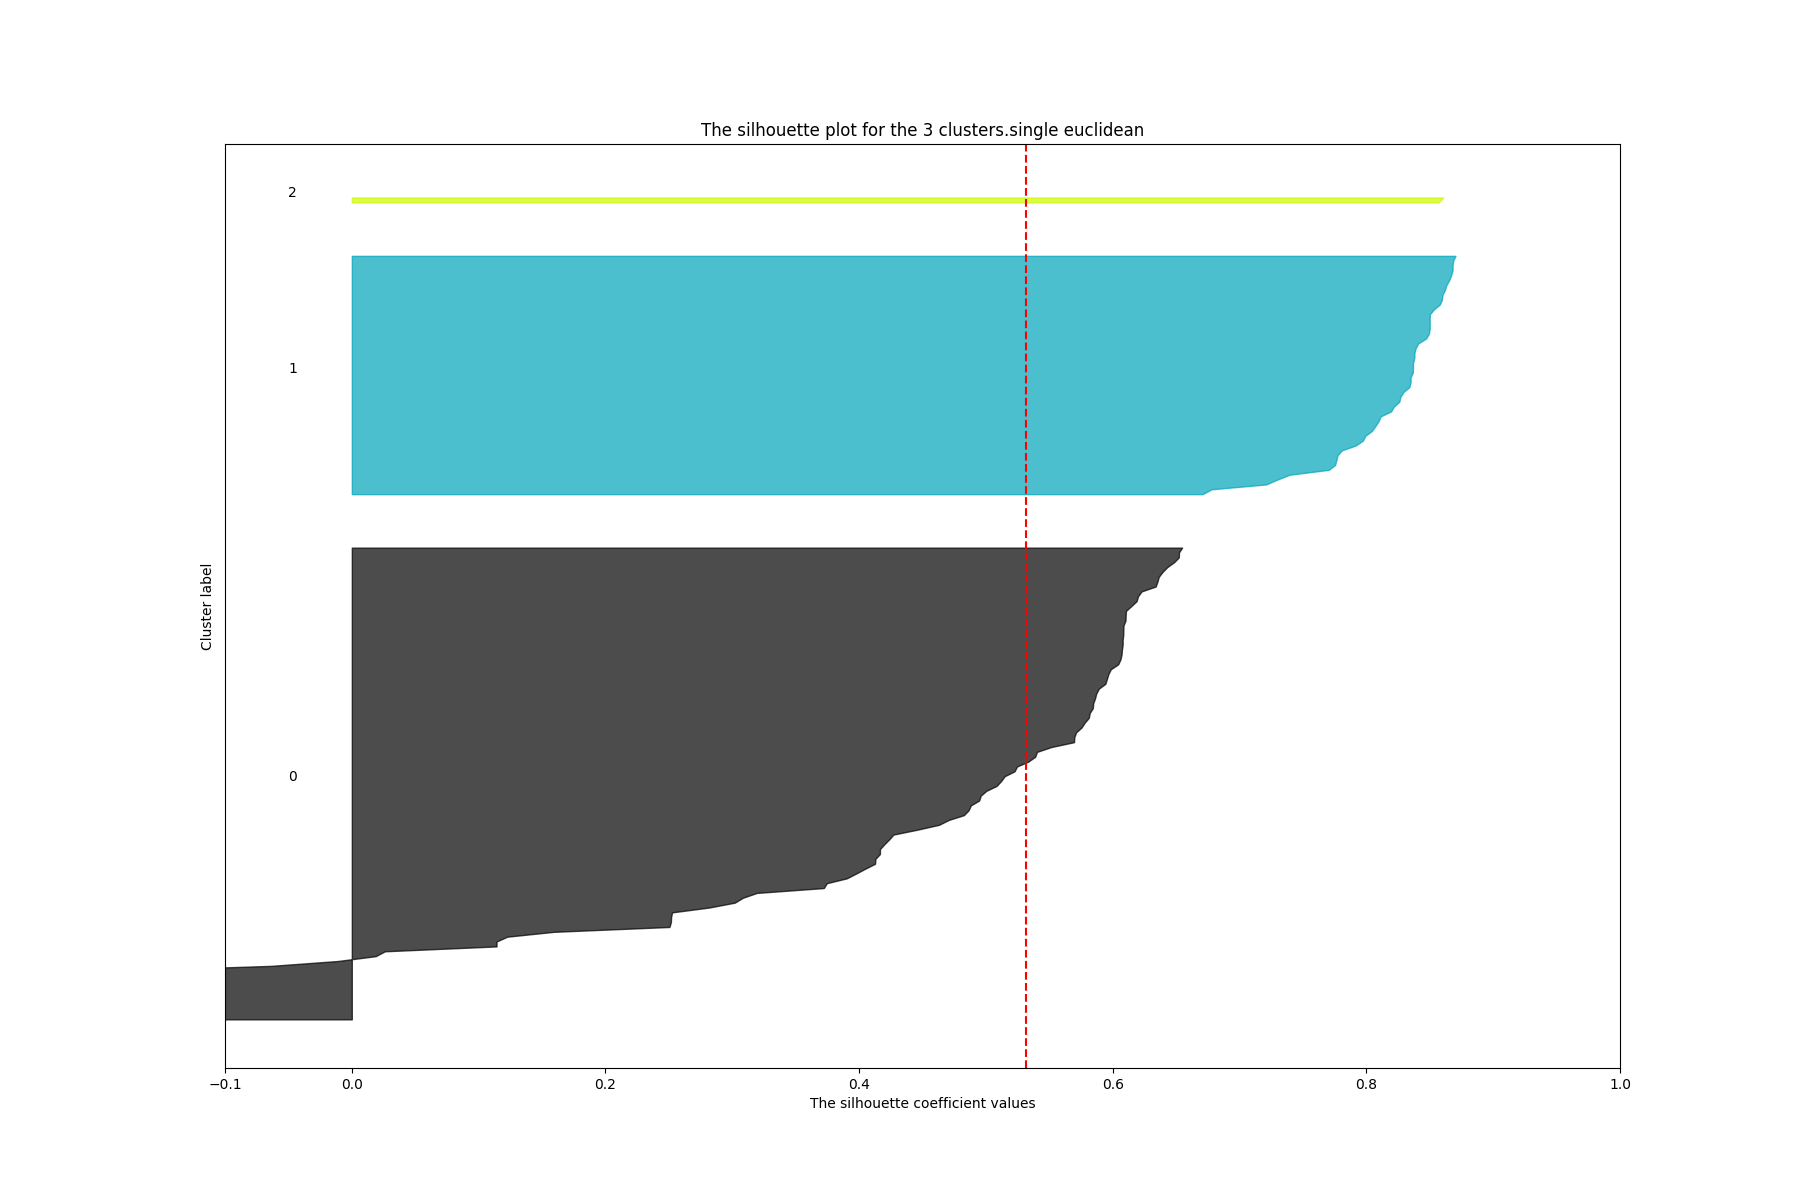 The silhouette plot for the 3 clusters.single euclidean
2
1
0
Cluster label
−0.1 0.0 0.2 0.4 0.6 0.8 1.0
The silhouette coefficient values